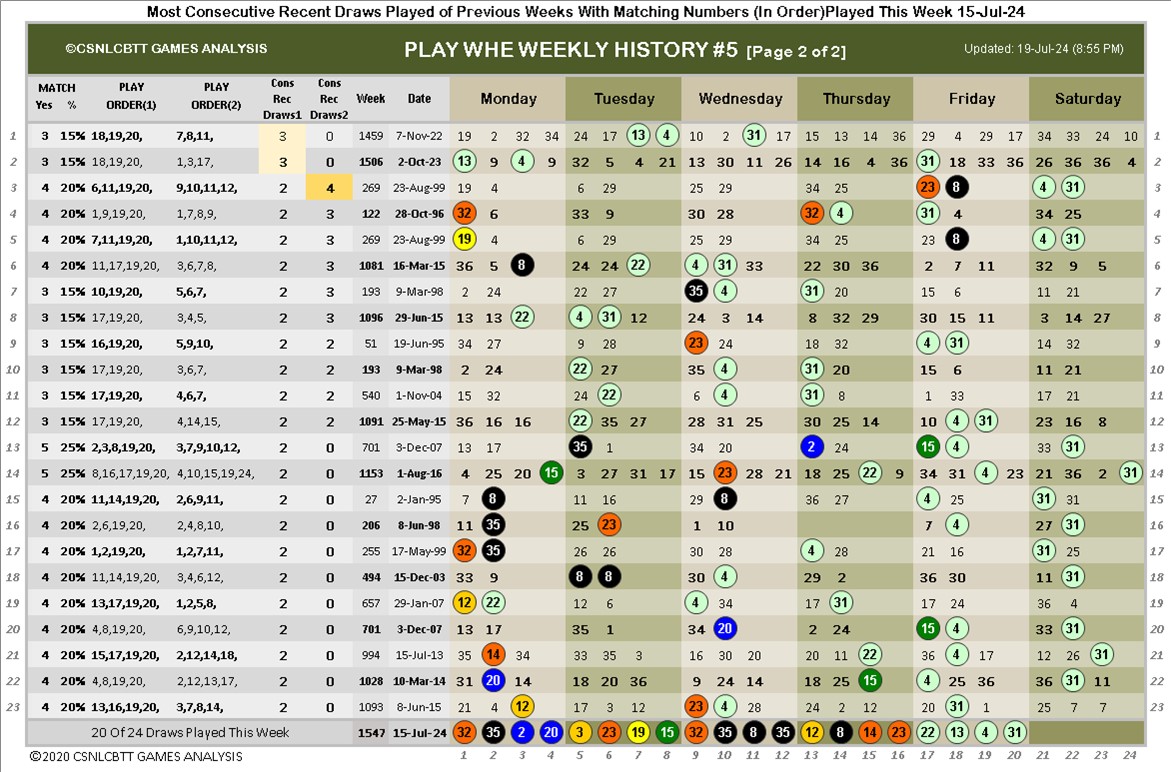 Most Consecutive Recent Draws Played of Previous Weeks With Matching Numbers (In Order)Played This Week 15-Jul-24
©CSNLCBTT GAMES ANALYSIS PLAY WHE WEEKLY HISTORY #5 [Page 2 of 2] Updated: 19-Jul-24 (8:55 PM)
MATCH Yes % PLAY ORDER(1) PLAY ORDER(2) Cons Rec Draws1 Cons Rec Draws2 Week Date Monday Tuesday Wednesday Thursday Friday Saturday
1 3 15% 18,19,20, 7,8,11, 3 0 1459 7-Nov-22 19 2 32 34 24 17 13 4 10 2 11 17 15 13 14 36 29 4 29 17 34 33 24 10 1
2 3 15% 18,19,20, 1,3,17, 3 0 1506 2-Oct-23 13 9 4 9 32 5 4 21 13 30 11 26 14 16 4 36 31 18 33 36 26 36 36 4 2
3 4 20% 6,11,19,20, 9,10,11,12, 2 4 269 23-Aug-99 19 4 6 29 25 29 34 25 23 8 4 31 3
4 4 20% 1,9,19,20, 1,7,8,9, 2 3 122 28-Oct-96 32 6 33 9 30 28 32 4 31 4 34 25 4
5 4 20% 7,11,19,20, 1,10,11,12, 2 3 269 23-Aug-99 19 4 6 29 25 29 34 25 23 8 4 31 5
6 4 20% 11,17,19,20, 3,6,7,8, 2 3 1081 16-Mar-15 36 5 8 24 24 22 4 31 33 22 30 36 2 7 11 32 9 5 6
7 3 15% 10,19,20, 5,6,7, 2 3 193 9-Mar-98 2 24 22 27 35 4 31 20 15 6 11 21 7
8 3 15% 17,19,20, 3,4,5, 2 3 1096 29-Jun-15 13 13 22 4 31 12 24 3 14 8 32 29 30 15 11 3 14 27 8
9 3 15% 16,19,20, 5,9,10, 2 2 51 19-Jun-95 34 27 9 28 23 24 18 32 4 31 14 32 9
10 3 15% 17,19,20, 3,6,7, 2 2 193 9-Mar-98 2 24 22 27 35 4 31 20 15 6 11 21 10
11 3 15% 17,19,20, 4,6,7, 2 2 540 1-Nov-04 15 32 24 22 6 4 31 8 1 33 17 21 11
12 3 15% 17,19,20, 4,14,15, 2 2 1091 25-May-15 36 16 16 22 35 27 28 31 25 30 25 14 10 4 31 23 16 8 12
13 5 25% 2,3,8,19,20, 3,7,9,10,12, 2 0 701 3-Dec-07 13 17 35 1 34 20 2 24 15 4 33 31 13
14 5 25% 8,16,17,19,20, 4,10,15,19,24, 2 0 1153 1-Aug-16 4 25 20 15 3 27 31 17 15 23 28 21 18 25 22 9 34 31 4 23 21 36 2 31 14
15 4 20% 11,14,19,20, 2,6,9,11, 2 0 27 2-Jan-95 7 8 11 16 29 8 36 27 4 25 31 31 15
16 4 20% 2,6,19,20, 2,4,8,10, 2 0 206 8-Jun-98 11 35 25 23 1 10 7 4 27 31 16
17 4 20% 1,2,19,20, 1,2,7,11, 2 0 255 17-May-99 32 35 26 26 30 28 4 28 21 16 31 25 17
18 4 20% 11,14,19,20, 3,4,6,12, 2 0 494 15-Dec-03 33 9 8 8 30 4 29 2 36 30 11 31 18
19 4 20% 13,17,19,20, 1,2,5,8, 2 0 657 29-Jan-07 12 22 12 6 4 34 17 31 17 24 36 4 19
20 4 20% 4,8,19,20, 6,9,10,12, 2 0 701 3-Dec-07 13 17 35 1 34 20 2 24 15 4 33 31 20
21 4 20% 15,17,19,20, 2,12,14,18, 2 0 994 15-Jul-13 35 14 34 33 35 3 16 30 20 20 11 22 36 4 17 12 26 31 21
22 4 20% 4,8,19,20, 2,12,13,17, 2 0 1028 10-Mar-14 31 20 14 18 20 36 9 24 14 18 25 15 4 25 36 36 31 11 22
23 4 20% 13,16,19,20, 3,7,8,14, 2 0 1093 8-Jun-15 21 4 12 17 3 12 23 4 28 24 2 12 20 31 1 25 7 7 23
20 Of 24 Draws Played This Week 1547 15-Jul-24 32 35 2 20 3 23 19 15 32 35 8 35 12 8 14 23 22 13 4 31
©2020 CSNLCBTT GAMES ANALYSIS 1 2 3 4 5 6 7 8 9 10 11 12 13 14 15 16 17 18 19 20 21 22 23 24